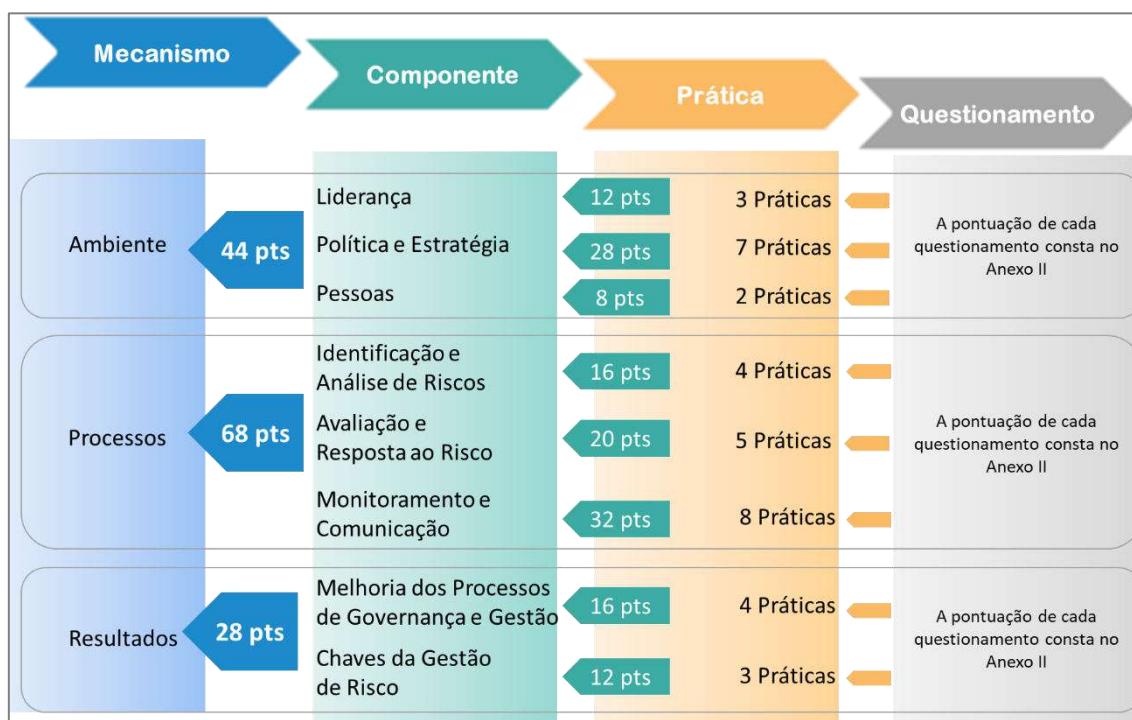 Mecanismo
Componente
Prática
Questionamento
Ambiente
44 pts
Liderança
12 pts
3 Práticas
Política e Estratégia
28 pts
7 Práticas
Pessoas
8 pts
2 Práticas
A pontuação de cada
questionamento consta no
Anexo II
Processos
68 pts
Identificação e
Análise de Riscos
16 pts
4 Práticas
Avaliação e
Resposta ao Risco
20 pts
5 Práticas
Monitoramento e
Comunicação
32 pts
8 Práticas
A pontuação de cada
questionamento consta no
Anexo II
Resultados
28 pts
Melhoria dos Processos
de Governança e Gestão
16 pts
4 Práticas
Chaves da Gestão
de Risco
12 pts
3 Práticas
A pontuação de cada
questionamento consta no
Anexo II